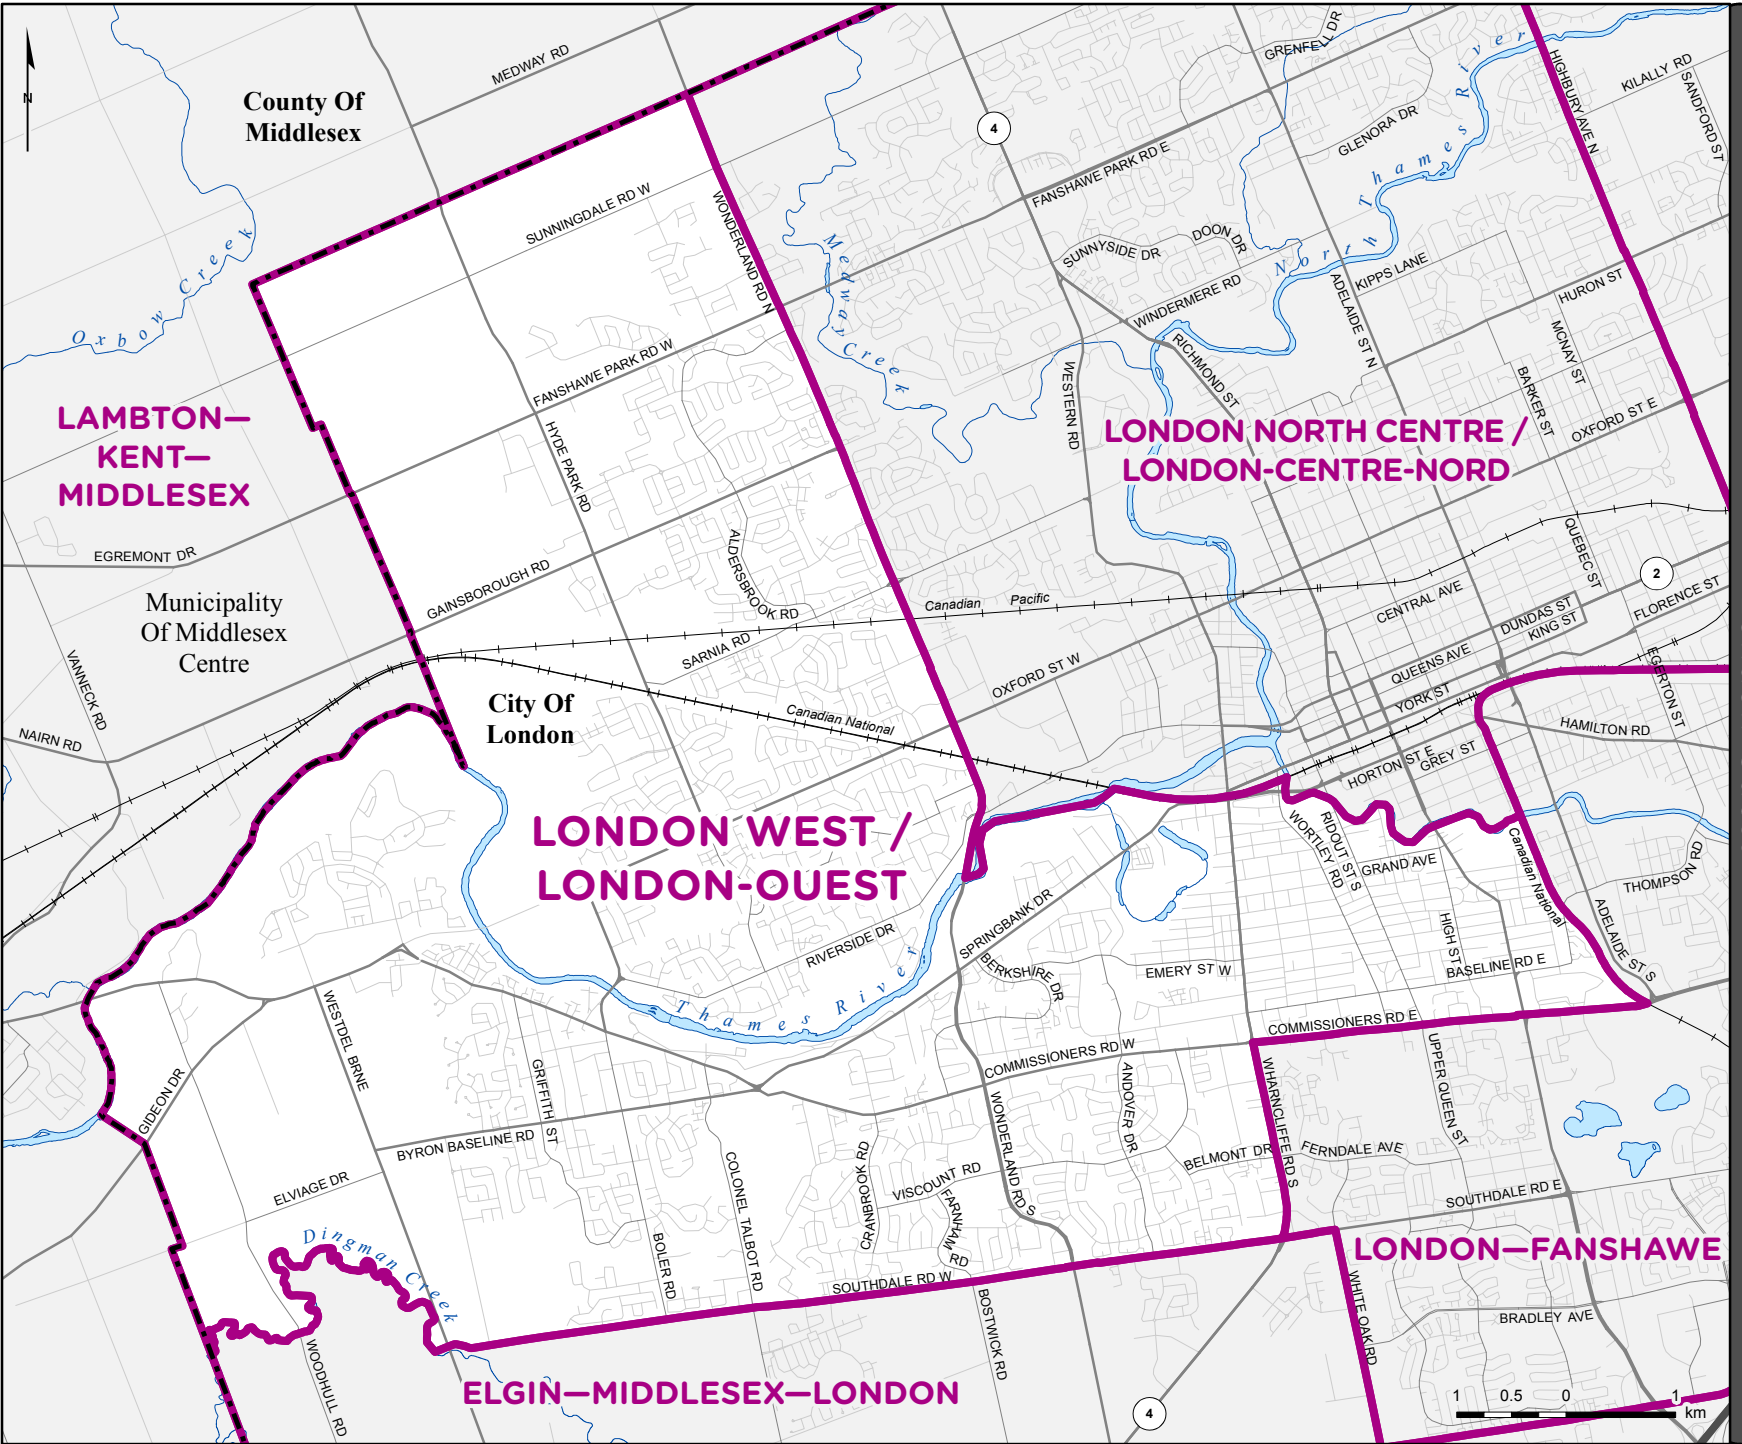 MEDWAY RD
GRENFELL DR
North Thames River
HIGHBURY AVE N
KILALLY RD
SANDFORD ST
N
County Of
Middlesex
4
GLENORA DR
FANSHAWE PARK RD E
SUNNINGDALE RD W
WONDERLAND RD N
Medway Creek
SUNNYSIDE DR
DOON DR
Oxbow Creek
WINDERMERE RD
ADELAIDE ST N
KIPPS LANE
HURON ST
FANSHAWE PARK RD W
WESTERN RD
RICHMOND ST
MCNAY ST
BARKER ST
OXFORD ST E
LAMBTON—
KENT—
MIDDLESEX
HYDE PARK RD
LONDON NORTH CENTRE /
LONDON-CENTRE-NORD
EGREMONT DR
GAINSBOROUGH RD
ALDERSBROOK RD
QUEBEC ST
2
Municipality
Of Middlesex
Centre
Canadian Pacific
CENTRAL AVE
DUNDAS ST
KING ST
FLORENCE ST
SARNIA RD
VANNECK RD
OXFORD ST W
QUEENS AVE
EGERTON ST
YORK ST
City Of
London
Canadian National
NAIRN RD
HAMILTON RD
HORTON ST E
GREY ST
LONDON WEST /
LONDON-OUEST
WORTLEY RD
RIDOUT ST S
GRAND AVE
Canadian National
THOMPSON RD
SPRINGBANK DR
RIVERSIDE DR
HIGH ST
ADELAIDE ST S
BERKSHIRE DR
EMERY ST W
BASELINE RD E
Thames River
WESTDEL BRNE
COMMISSIONERS RD E
COMMISSIONERS RD W
GIDEON DR
GRIFFITH ST
ANDOVER DR
WHARNCLIFFE RD S
UPPER QUEEN ST
BYRON BASELINE RD
WONDERLAND RD S
BELMONT DR
FERNDALE AVE
ELVIAGE DR
COLONEL TALBOT RD
CRANBROOK RD
VISCOUNT RD
FARNHAM
RD
SOUTHDALE RD E
Dingman Creek
BOLER RD
SOUTHDALE RD W
LONDON—FANSHAWE
WHITE OAK RD
BOSTWICK RD
BRADLEY AVE
WOODHULL RD
ELGIN—MIDDLESEX—LONDON
4
1 0.5 0 1
km